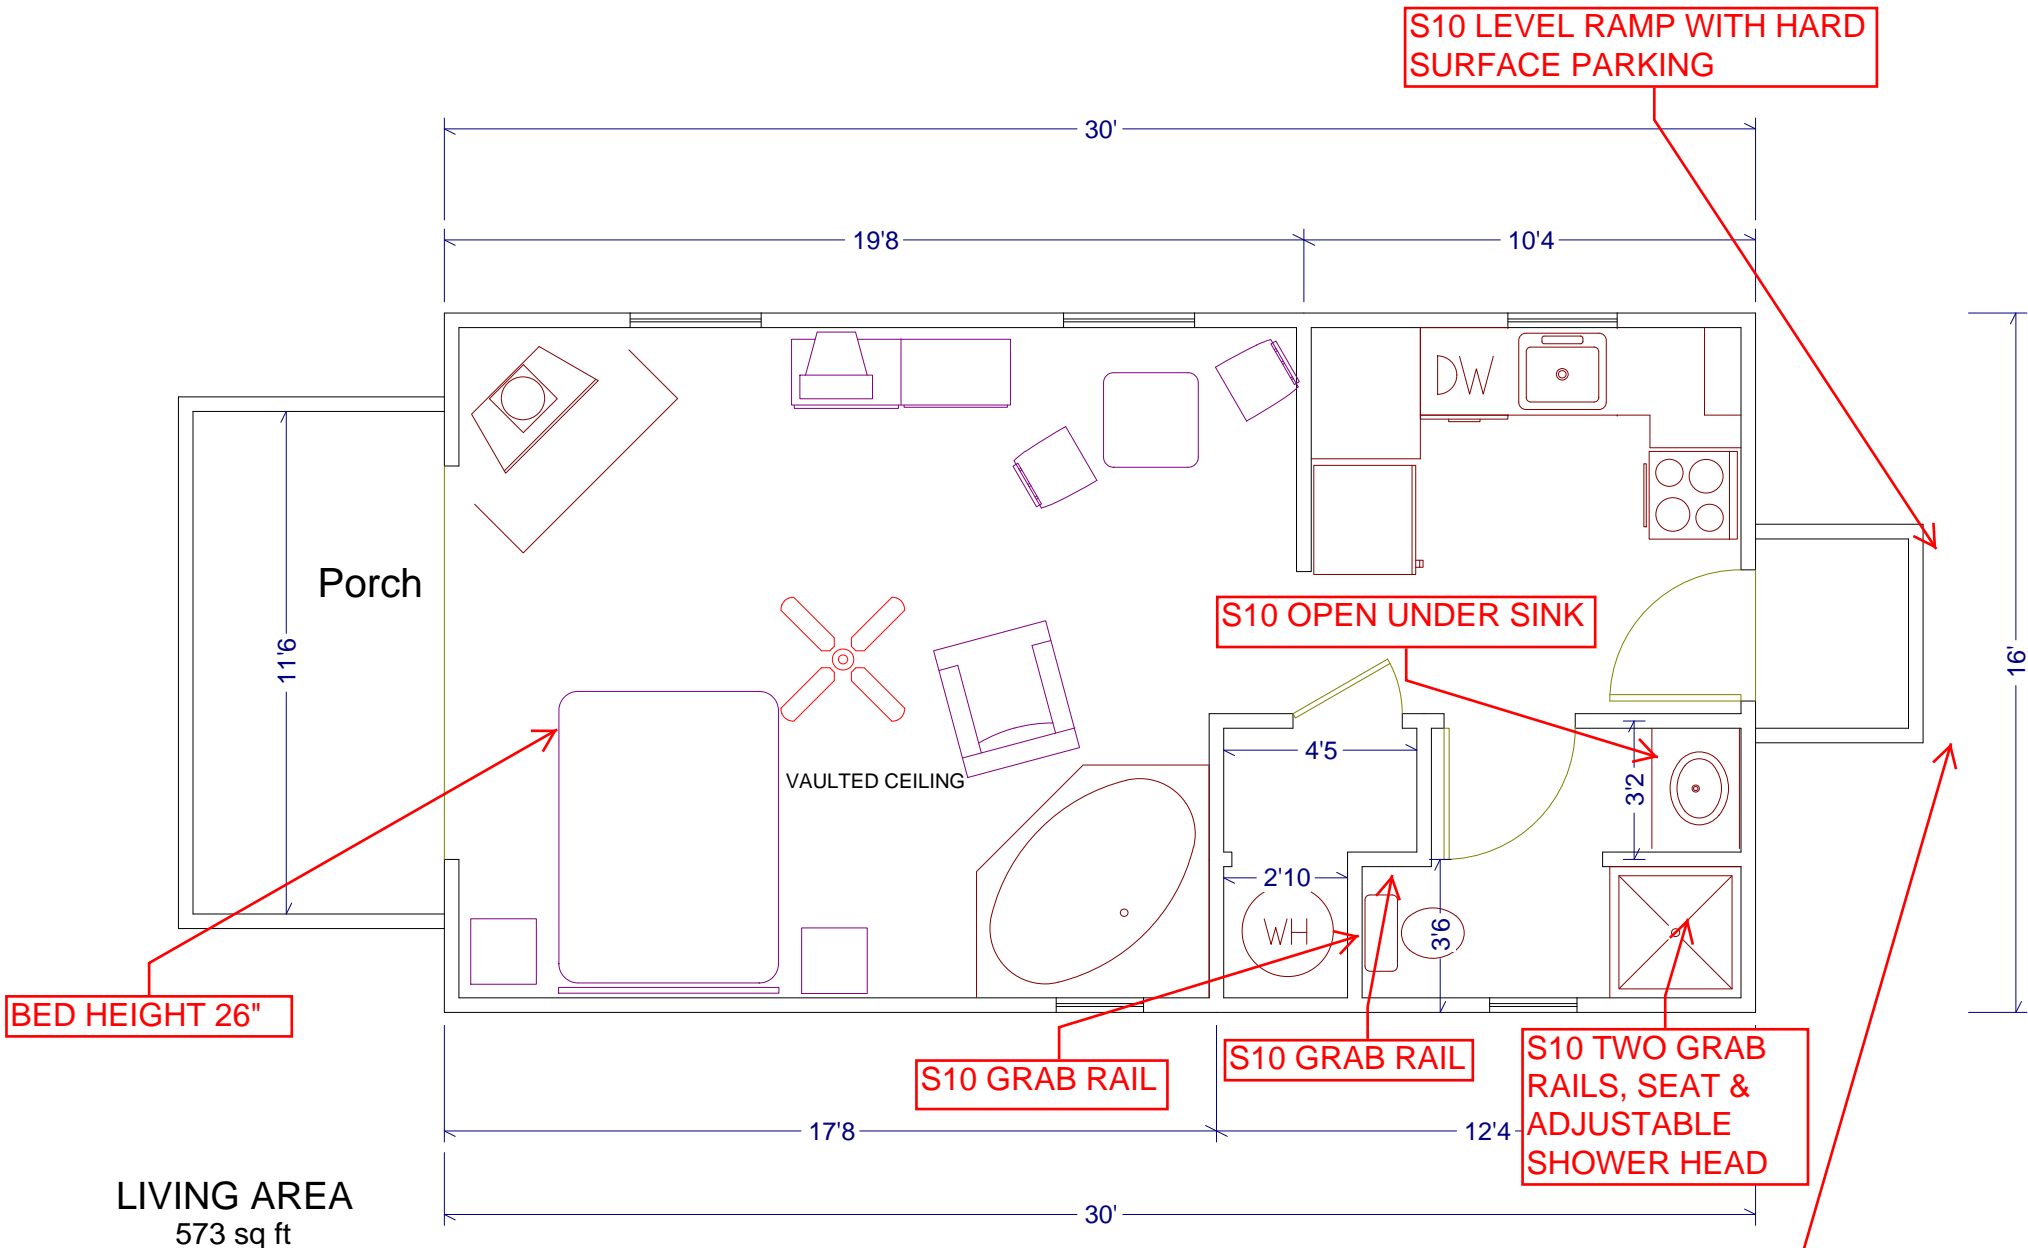 S10 LEVEL RAMP WITH HARD
SURFACE PARKING
30'
19'8
10'4
DW
Porch
11'6
16'
S10 OPEN UNDER SINK
4'5
VAULTED CEILING
3'2
2'10
WH
3'6
BED HEIGHT 26"
S10 GRAB RAIL
S10 GRAB RAIL
S10 TWO GRAB
RAILS, SEAT &
ADJUSTABLE
SHOWER HEAD
17'8
12'4
LIVING AREA
573 sq ft
30'